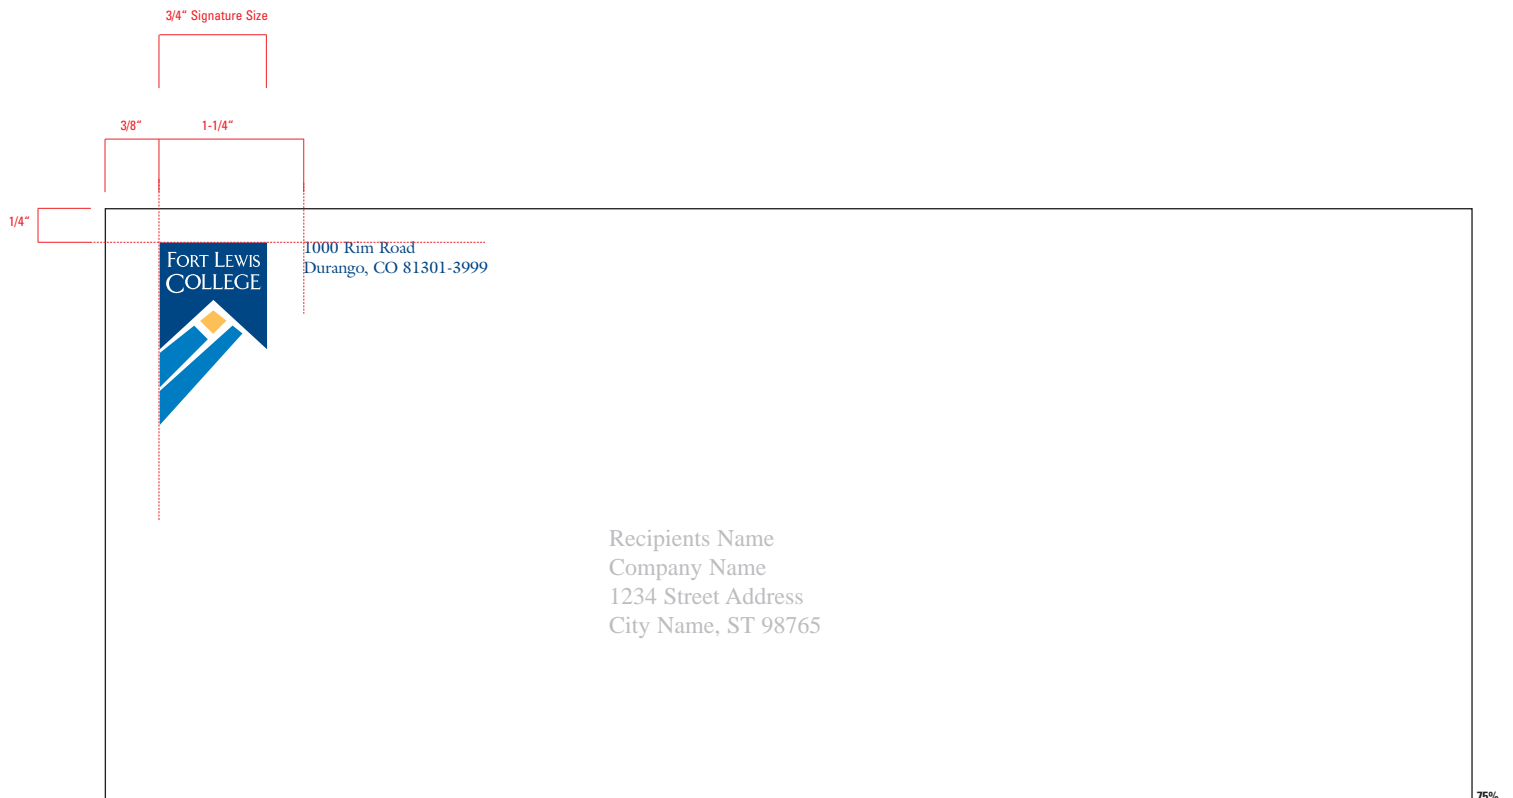 3/4“ Signature Size
3/8“
1-1/4“
1/4“
1000 Rim Road
Durango, CO 81301-3999
FORT LEWIS
COLLEGE
Recipients Name
Company Name
1234 Street Address
City Name, ST 98765
75%